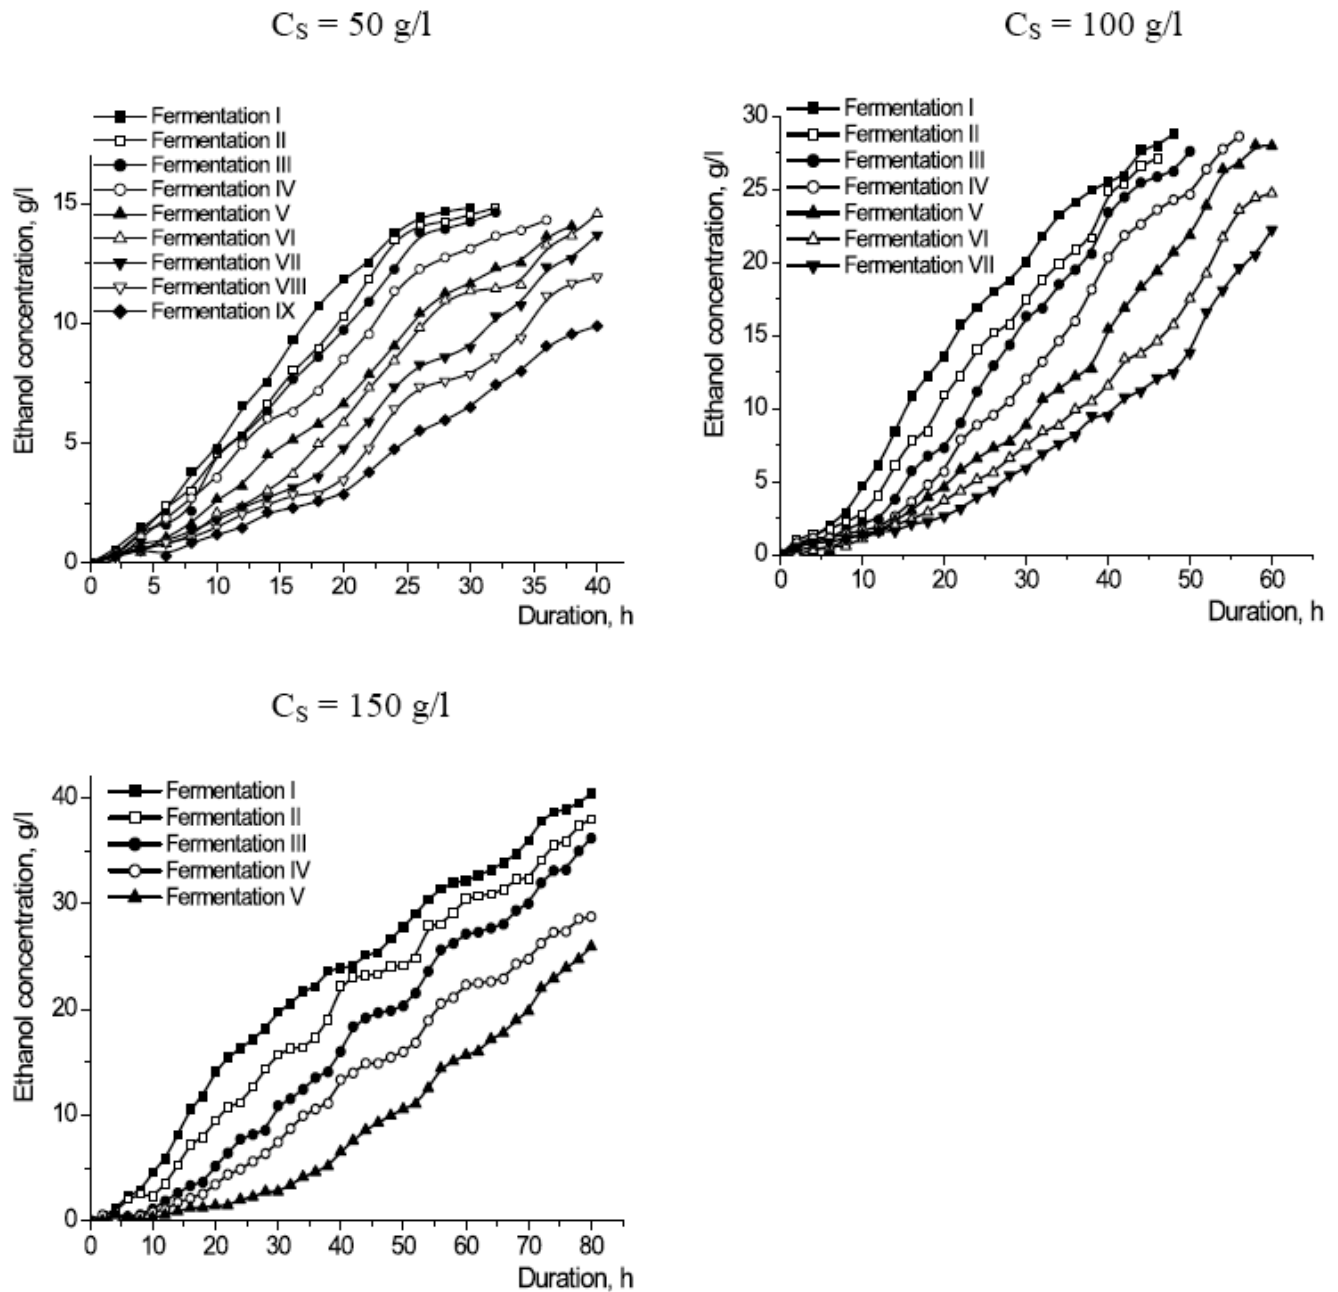 C_S = 50 g/l
Fermentation I
Fermentation II
Fermentation III
Fermentation IV
Fermentation V
Fermentation VI
Fermentation VII
Fermentation VIII
Fermentation IX
Ethanol concentration, g/l
15
10
5
0
0 5 10 15 20 25 30 35 40
Duration, h
C_S = 100 g/l
Fermentation I
Fermentation II
Fermentation III
Fermentation IV
Fermentation V
Fermentation VI
Fermentation VII
Ethanol concentration, g/l
30
25
20
15
10
5
0
0 10 20 30 40 50 60
Duration, h
C_S = 150 g/l
Fermentation I
Fermentation II
Fermentation III
Fermentation IV
Fermentation V
Ethanol concentration, g/l
40
30
20
10
0
0 10 20 30 40 50 60 70 80
Duration, h